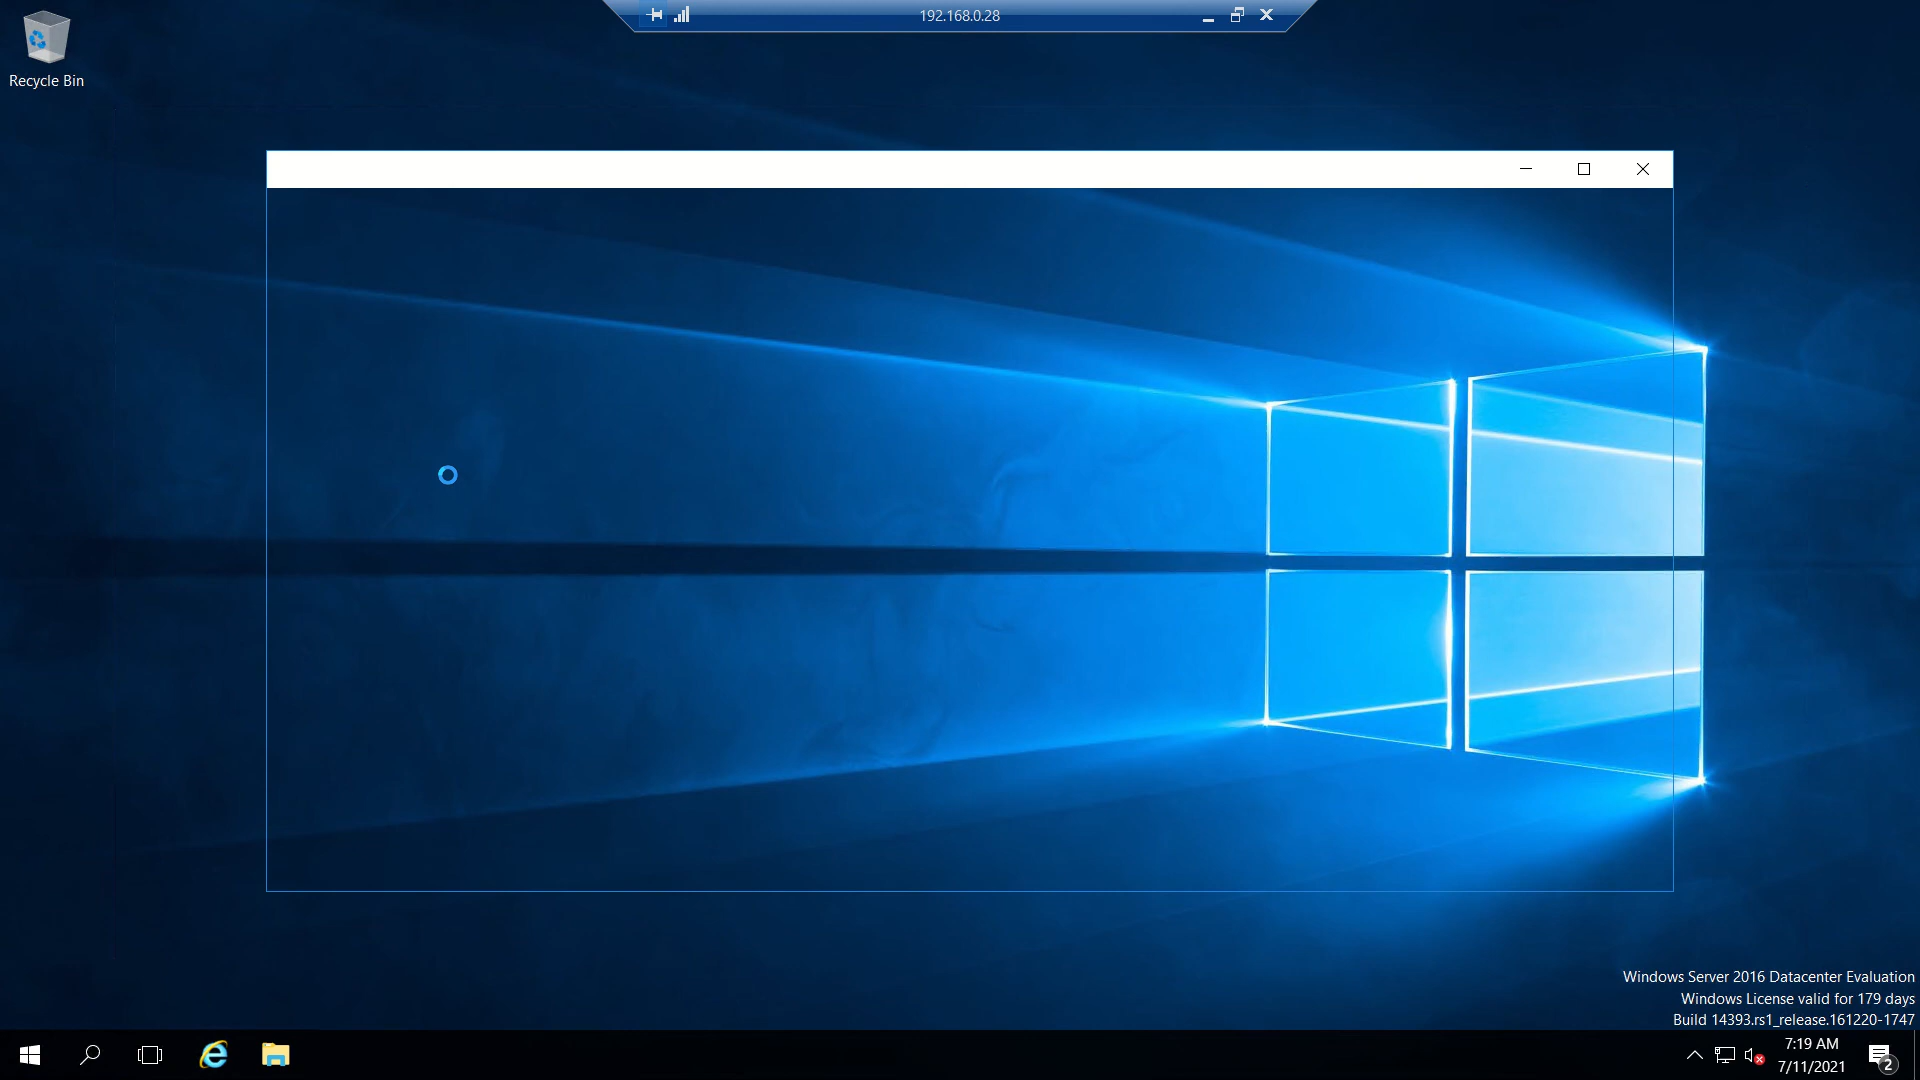 192.168.0.28
Recycle Bin
Windows Server 2016 Datacenter Evaluation
Windows License valid for 179 days
Build 14393.rs1_release.161220-1747
7:19 AM
7/11/2021
2